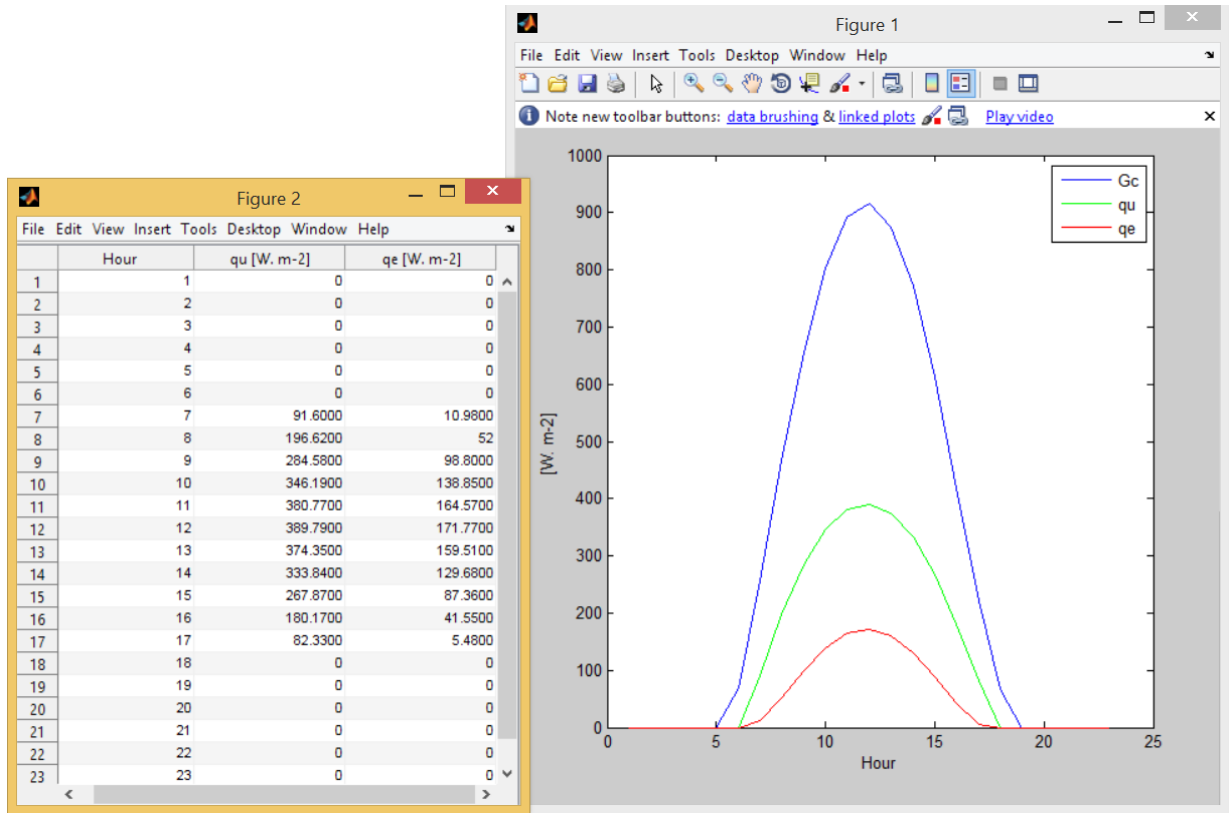 Figure 1
File Edit View Insert Tools Desktop Window Help
Note new toolbar buttons: data brushing & linked plots Play video
1000
900
800
700
600
500
400
300
200
100
0
[W. m-2]
0 5 10 15 20 25
Hour
Gc
qu
qe
Figure 2
File Edit View Insert Tools Desktop Window Help
Hour qu [W. m-2] qe [W. m-2]
1 1 0 0
2 2 0 0
3 3 0 0
4 4 0 0
5 5 0 0
6 6 0 0
7 7 91.6000 10.9800
8 8 196.6200 52
9 9 284.5800 98.8000
10 10 346.1900 138.8500
11 11 380.7700 164.5700
12 12 389.7900 171.7700
13 13 374.3500 159.5100
14 14 333.8400 129.6800
15 15 267.8700 87.3600
16 16 180.1700 41.5500
17 17 82.3300 5.4800
18 18 0 0
19 19 0 0
20 20 0 0
21 21 0 0
22 22 0 0
23 23 0 0